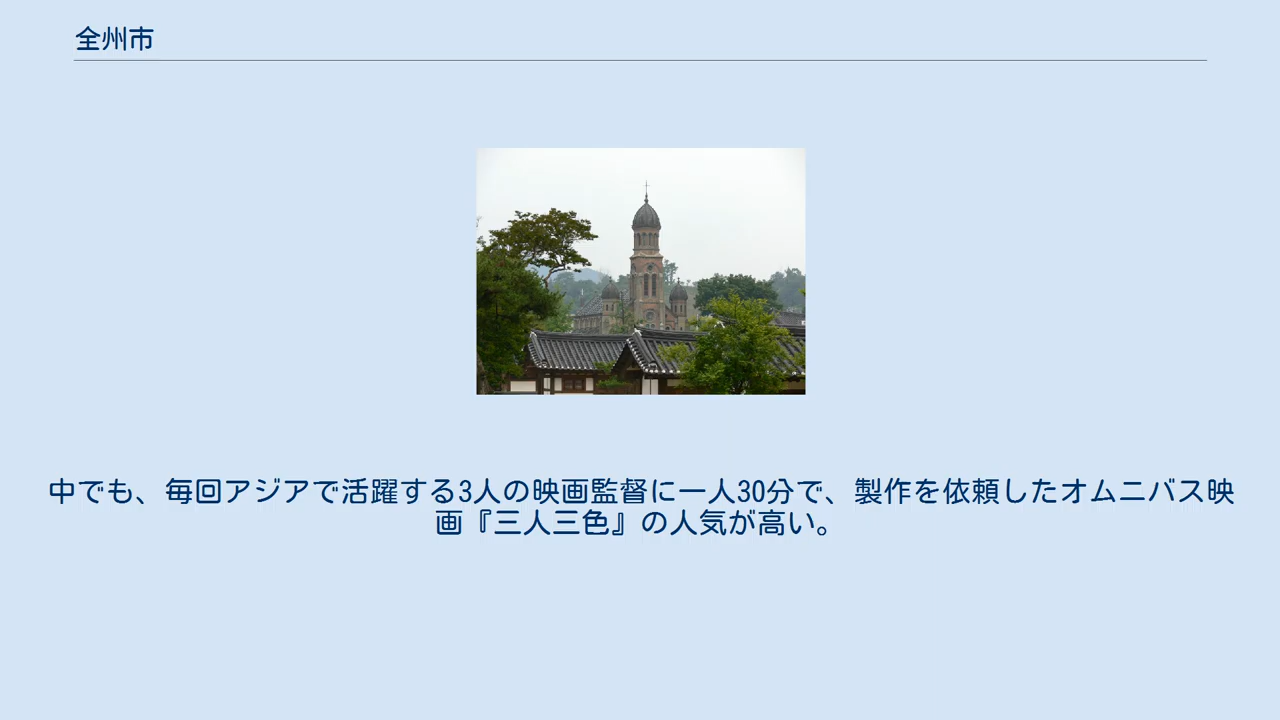 全州市
中でも、毎回アジアで活躍する3人の映画監督に一人30分で、製作を依頼したオムニバス映
画『三人三色』の人気が高い。